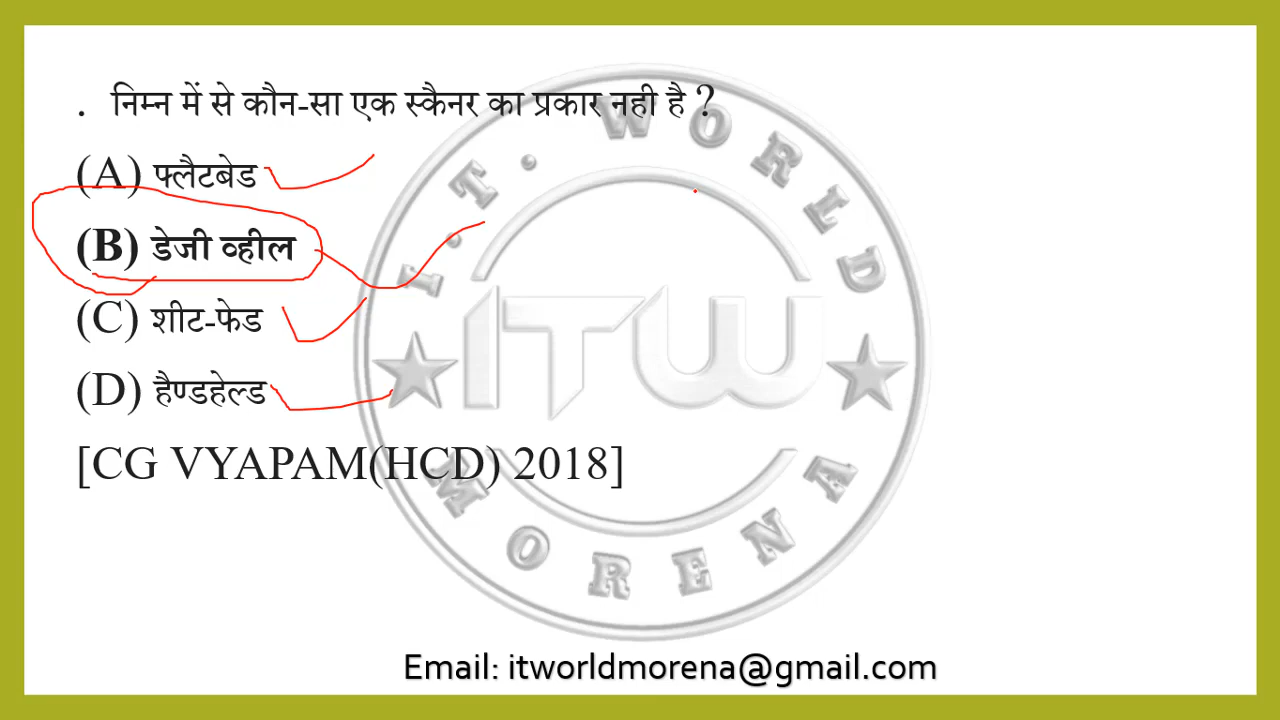 . निम्न में से कौन-सा एक स्कैनर का प्रकार नही है ?
(A) फ्लैटबेड
(B) डेजी व्हील
(C) शीट-फेड
(D) हैण्डहेल्ड
[CG VYAPAM(HCD) 2018]
I.T. WORLD
ITW
MORENA
Email: itworldmorena@gmail.com